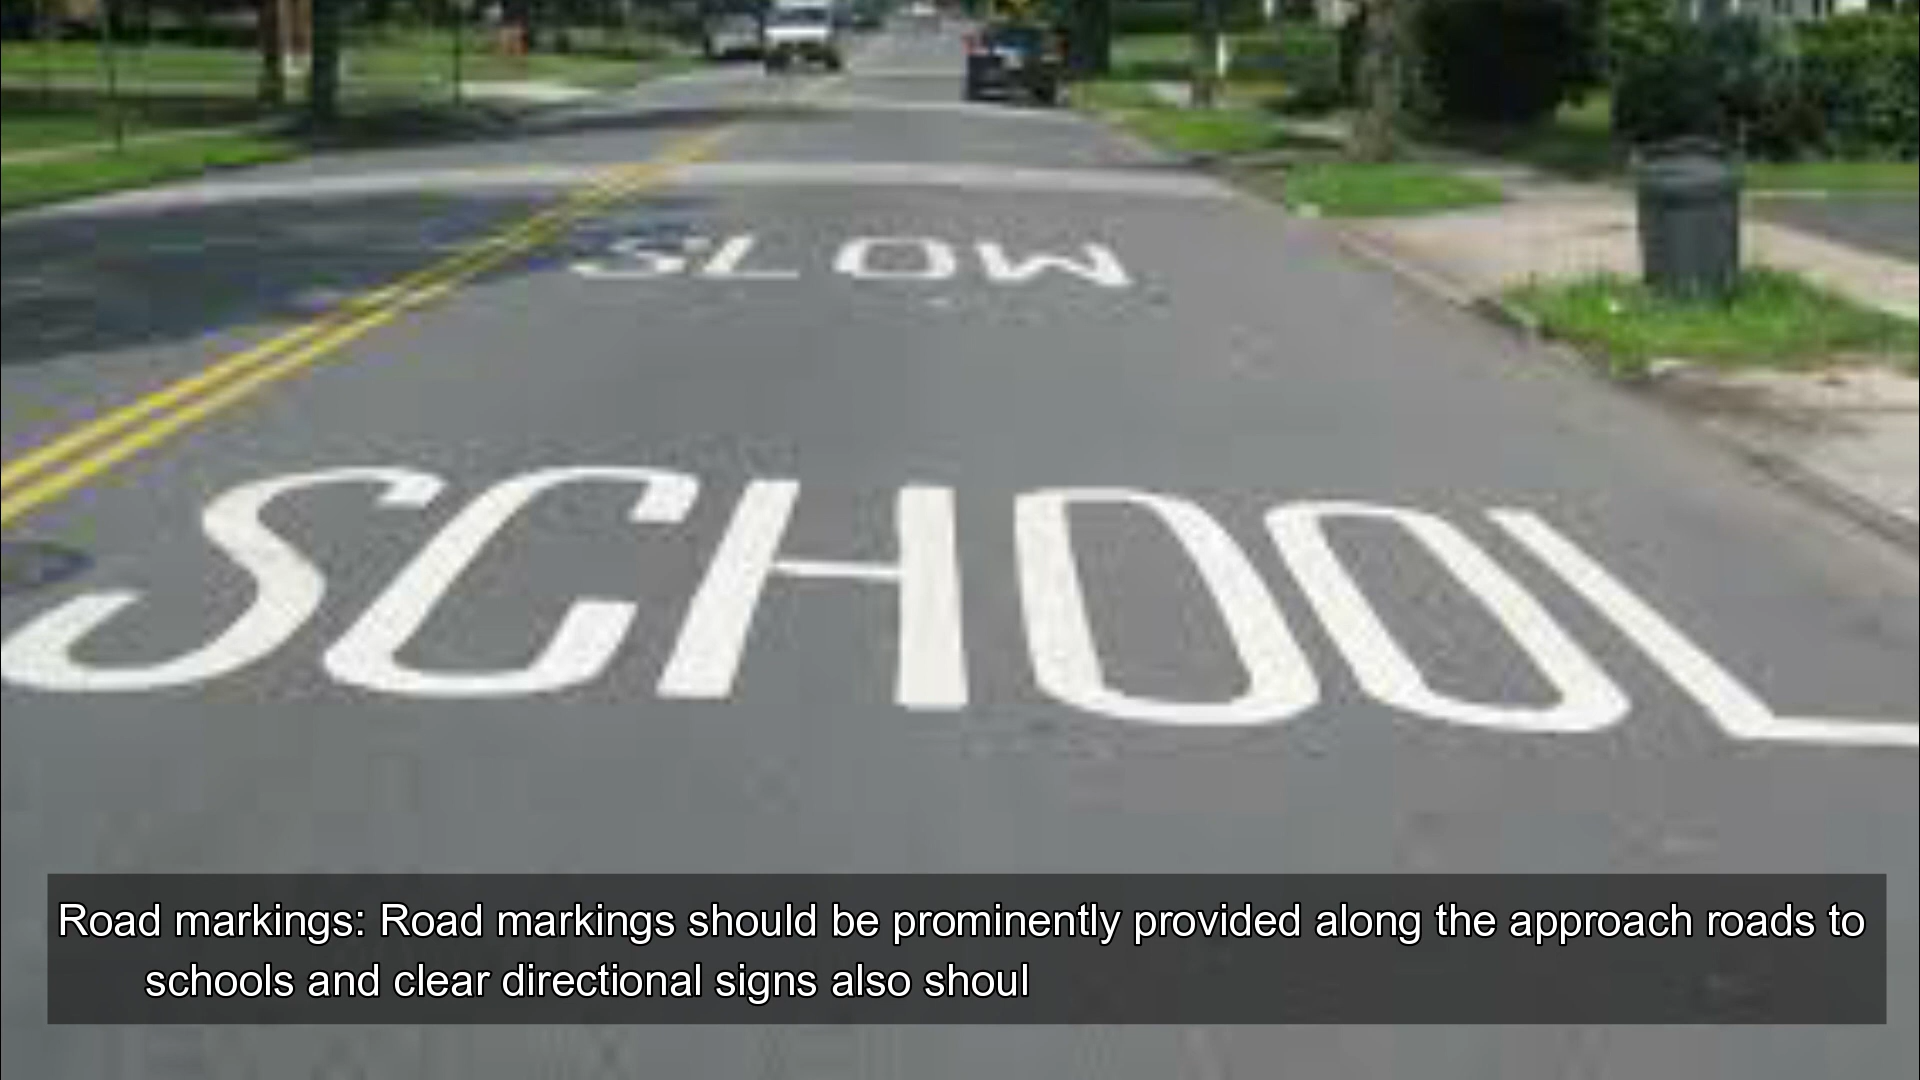 SLOW
SCHOOL
Road markings: Road markings should be prominently provided along the approach roads to
schools and clear directional signs also shoul